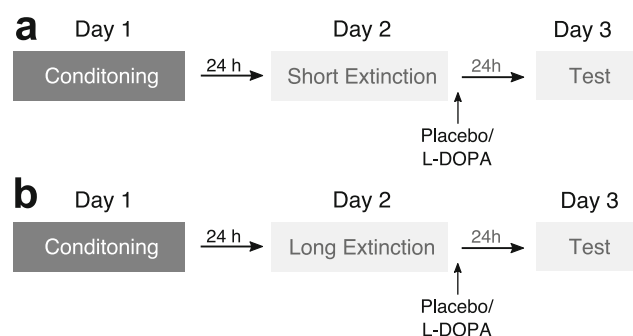 a
Day 1 Day 2 Day 3
Conditoning 24 h Short Extinction 24h Test
Placebo/
L-DOPA
b
Day 1 Day 2 Day 3
Conditoning 24 h Long Extinction 24h Test
Placebo/
L-DOPA